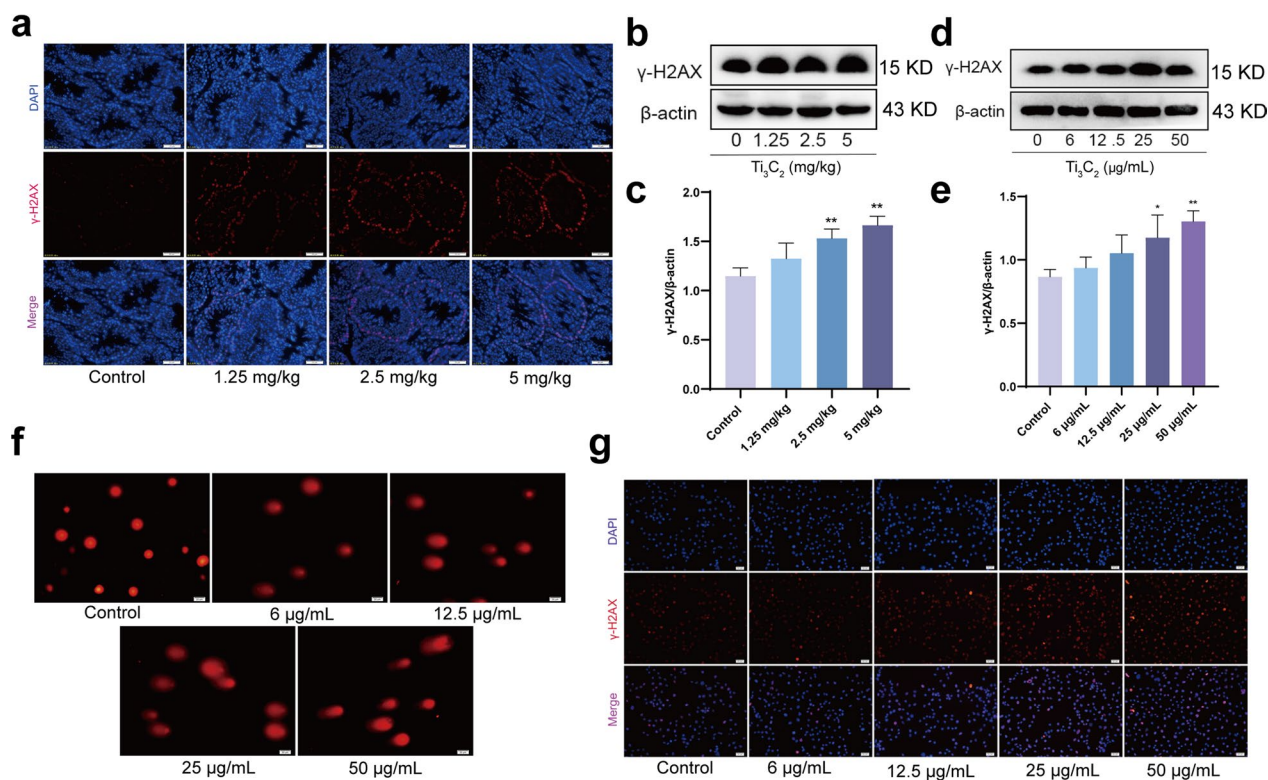 a
DAPI
γ-H2AX
Merge
Control
1.25 mg/kg
2.5 mg/kg
5 mg/kg
b
γ-H2AX
15 KD
β-actin
43 KD
0 1.25 2.5 5
Ti₃C₂ (mg/kg)
c
γ-H2AX/β-actin
2.0
1.5
1.0
0.5
0.0
**
**
Control
1.25 mg/kg
2.5 mg/kg
5 mg/kg
d
γ-H2AX
15 KD
β-actin
43 KD
0 6 12 .5 25 50
Ti₃C₂ (μg/mL)
e
γ-H2AX/β-actin
1.5
1.0
0.5
0.0
*
**
Control
6 μg/mL
12.5 μg/mL
25 μg/mL
50 μg/mL
f
Control
6 μg/mL
12.5 μg/mL
25 μg/mL
50 μg/mL
g
DAPI
γ-H2AX
Merge
Control
6 μg/mL
12.5 μg/mL
25 μg/mL
50 μg/mL